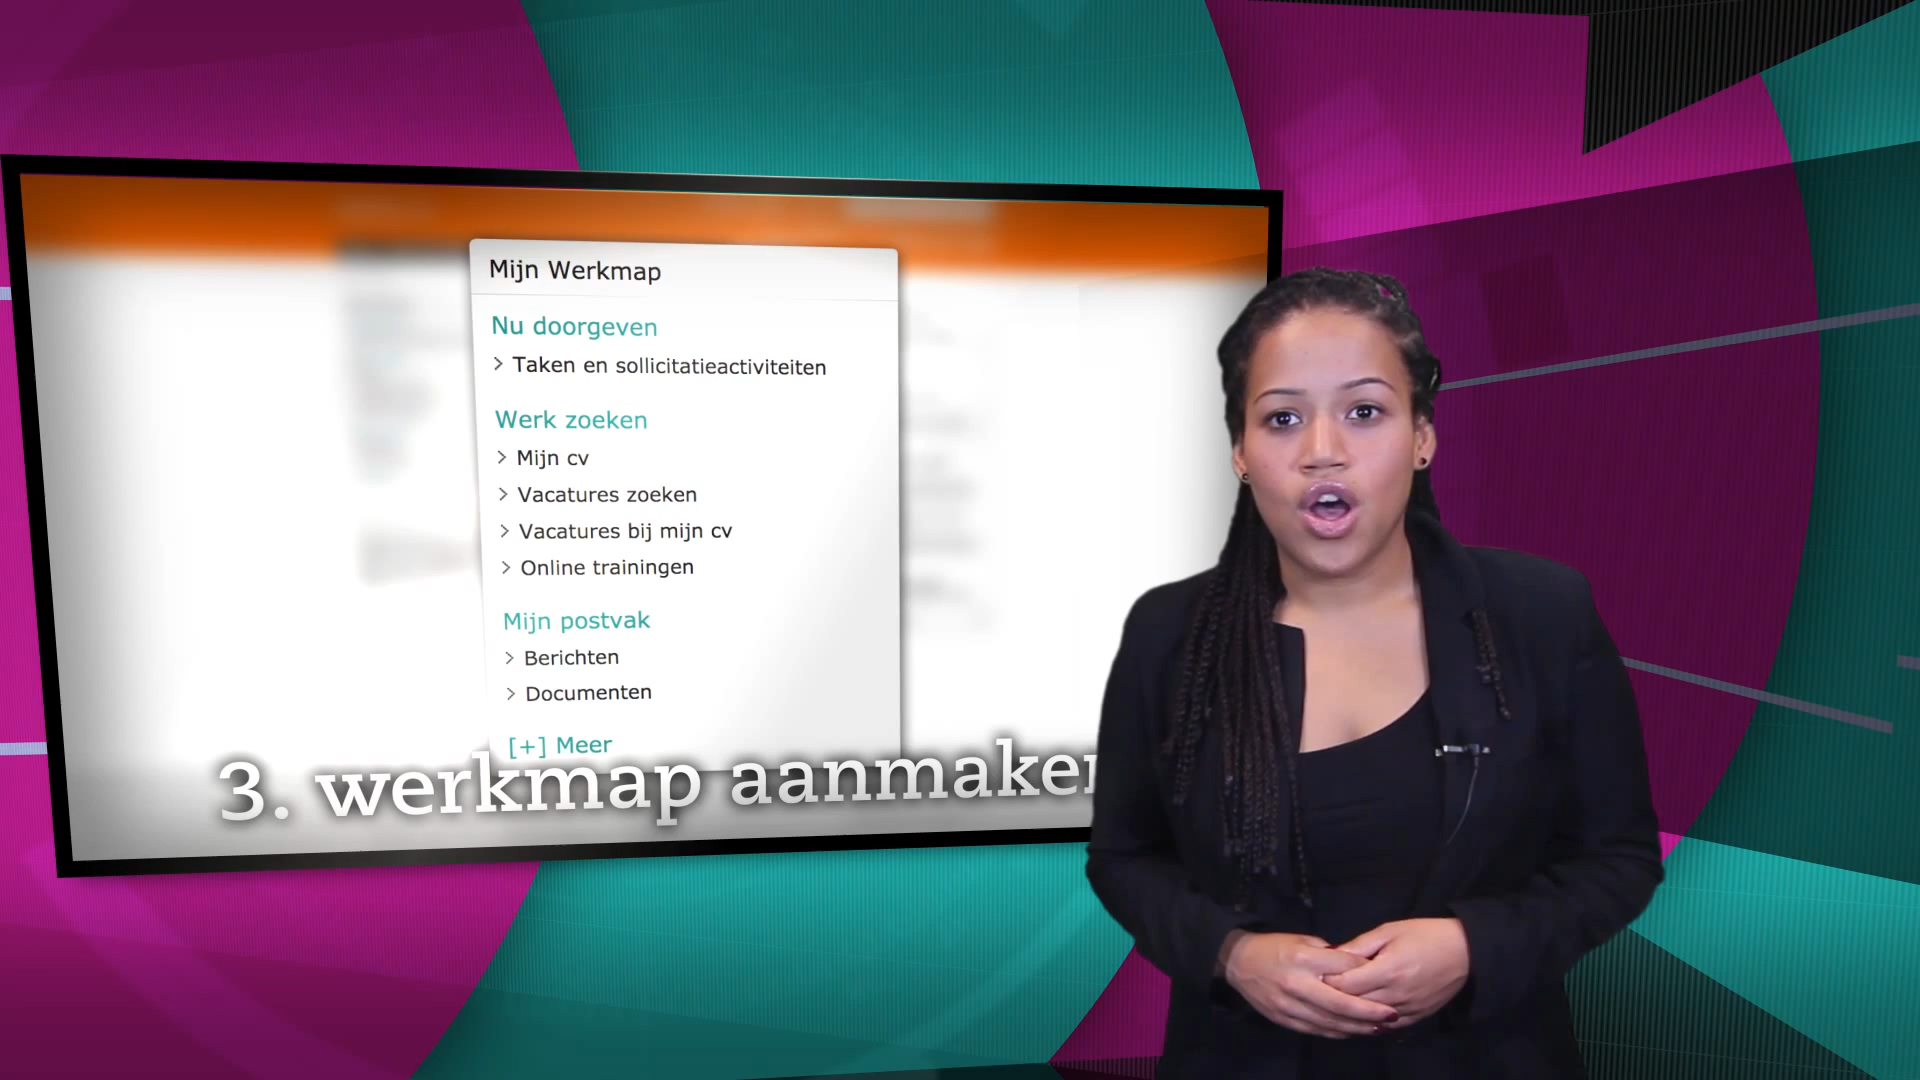 Mijn Werkmap
Nu doorgeven
> Taken en sollicitatieactiviteiten
Werk zoeken
> Mijn cv
> Vacatures zoeken
> Vacatures bij mijn cv
> Online trainingen
Mijn postvak
> Berichten
> Documenten
[+] Meer
3. werkmap aanmaken